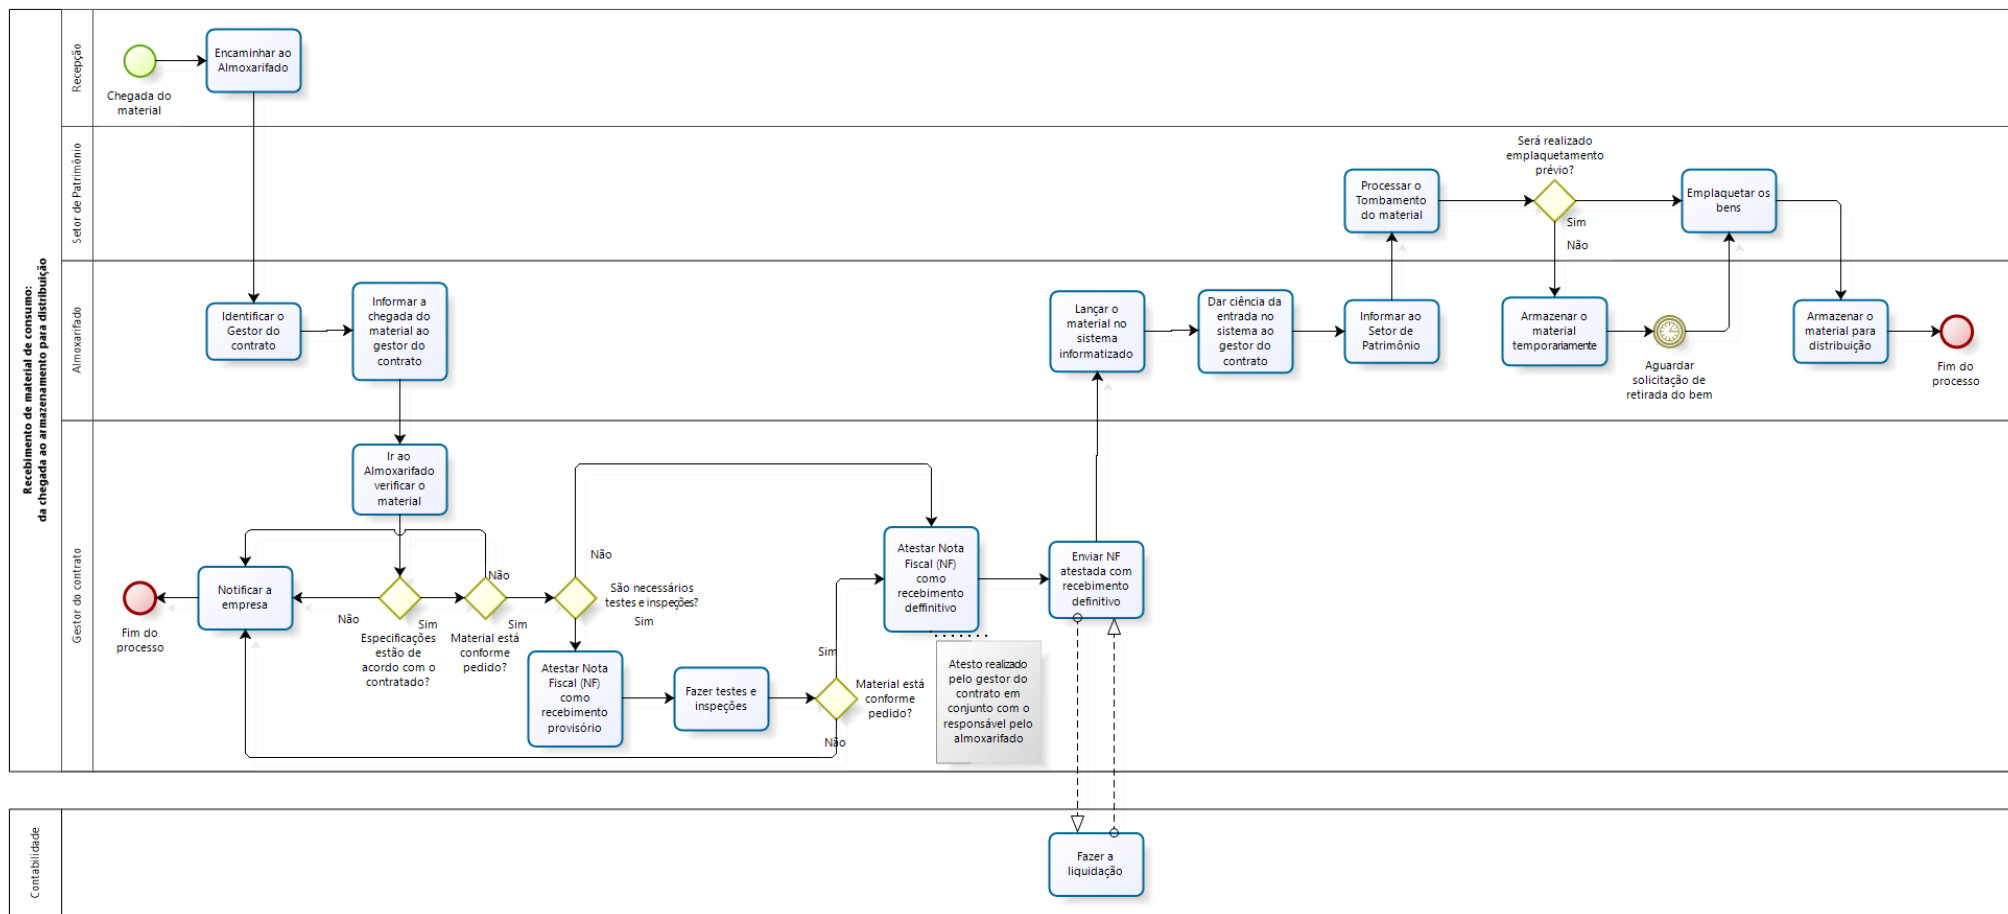 Recebimento de material de consumo:
da chegada ao armazenamento para distribuição
Recepção
Chegada do
material
Encaminhar ao
Almoxarifado
Setor de Patrimônio
Processar o
Tombamento
do material
Será realizado
emplaquetamento
prévio?
Sim
Não
Emplaquetar os
bens
Almoxarifado
Identificar o
Gestor do
contrato
Informar a
chegada do
material ao
gestor do
contrato
Lançar o
material no
sistema
informatizado
Dar ciência da
entrada no
sistema ao
gestor do
contrato
Informar ao
Setor de
Patrimônio
Armazenar o
material
temporariamente
Aguardar
solicitação de
retirada do bem
Armazenar o
material para
distribuição
Fim do
processo
Gestor do contrato
Ir ao
Almoxarifado
verificar o
material
Fim do
processo
Notificar a
empresa
Não
Sim
Especificações
estão de
acordo com o
contratado?
Não
Sim
Material está
conforme
pedido?
Não
São necessários
testes e inspeções?
Sim
Atestar Nota
Fiscal (NF)
como
recebimento
provisório
Fazer testes e
inspeções
Sim
Material está
conforme
pedido?
Não
Atestar Nota
Fiscal (NF)
como
recebimento
deffinitivo
Atesto realizado
pelo gestor do
contrato em
conjunto com o
responsável pelo
almoxarifado
Enviar NF
atestada com
recebimento
definitivo
Contabilidade
Fazer a
liquidação